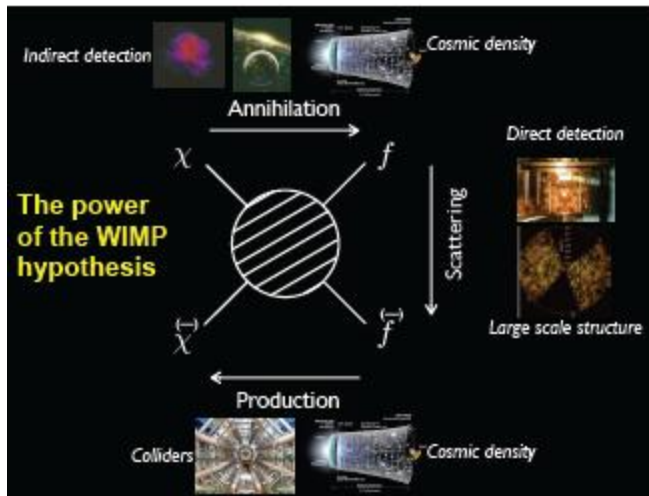 Indirect detection
Cosmic density
Annihilation
Direct detection
χ
f
The power
of the WIMP
hypothesis
Scattering
(–)
χ
(–)
f
Large scale structure
Production
Colliders
Cosmic density